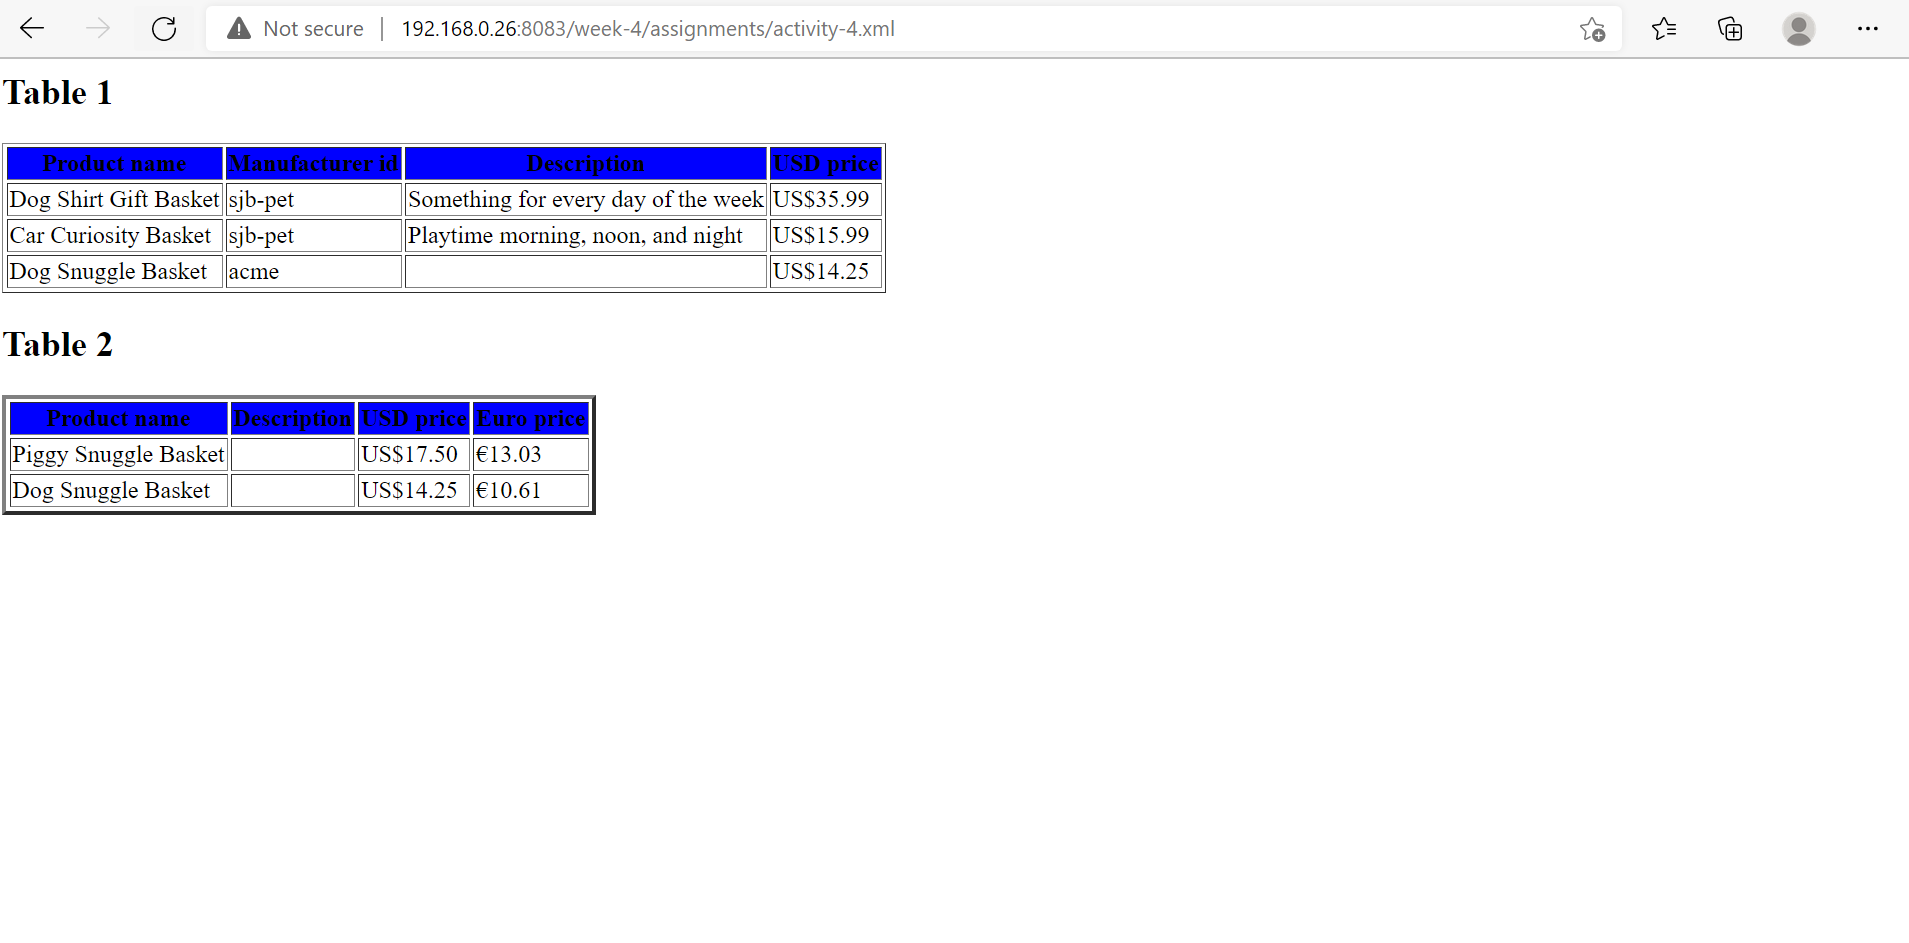 Not secure | 192.168.0.26:8083/week-4/assignments/activity-4.xml
Table 1
Product name Manufacturer id Description USD price
Dog Shirt Gift Basket sjb-pet Something for every day of the week US$35.99
Car Curiosity Basket sjb-pet Playtime morning, noon, and night US$15.99
Dog Snuggle Basket acme US$14.25
Table 2
Product name Description USD price Euro price
Piggy Snuggle Basket US$17.50 €13.03
Dog Snuggle Basket US$14.25 €10.61